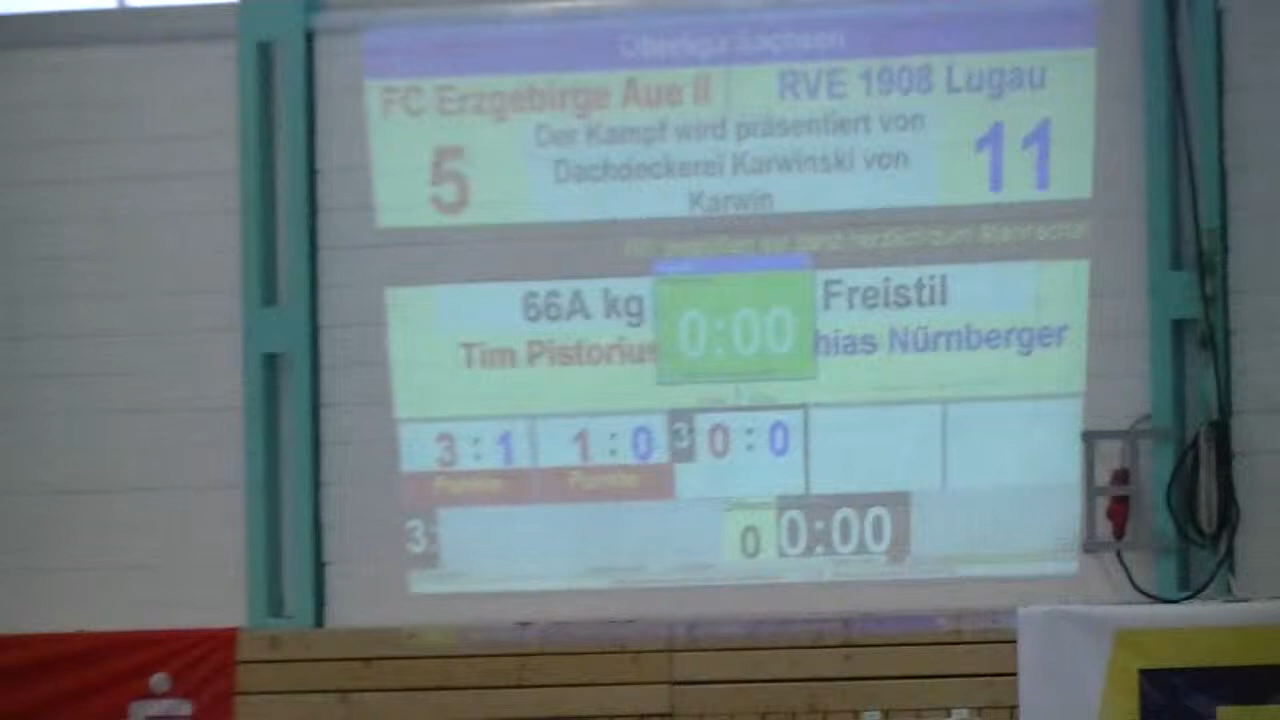 Oberliga Sachsen
FC Erzgebirge Aue II RVE 1908 Lugau
5 Der Kampf wird präsentiert von 11
Dachdeckerei Karwinski von
Karwin
66A kg 0:00 Freistil
Tim Pistorius hias Nürnberger
3:1 1:0 3 0:0
Runde Runde
3: 0 0:00